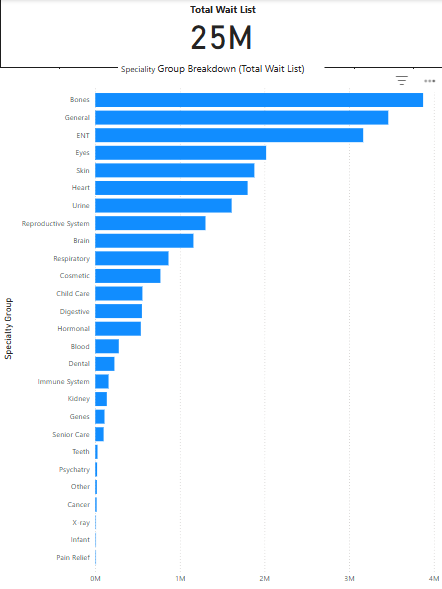 Total Wait List
25M
Speciality Group Breakdown (Total Wait List)
Specialty Group
Bones
General
ENT
Eyes
Skin
Heart
Urine
Reproductive System
Brain
Respiratory
Cosmetic
Child Care
Digestive
Hormonal
Blood
Dental
Immune System
Kidney
Genes
Senior Care
Teeth
Psychatry
Other
Cancer
X-ray
Infant
Pain Relief
0M 1M 2M 3M 4M